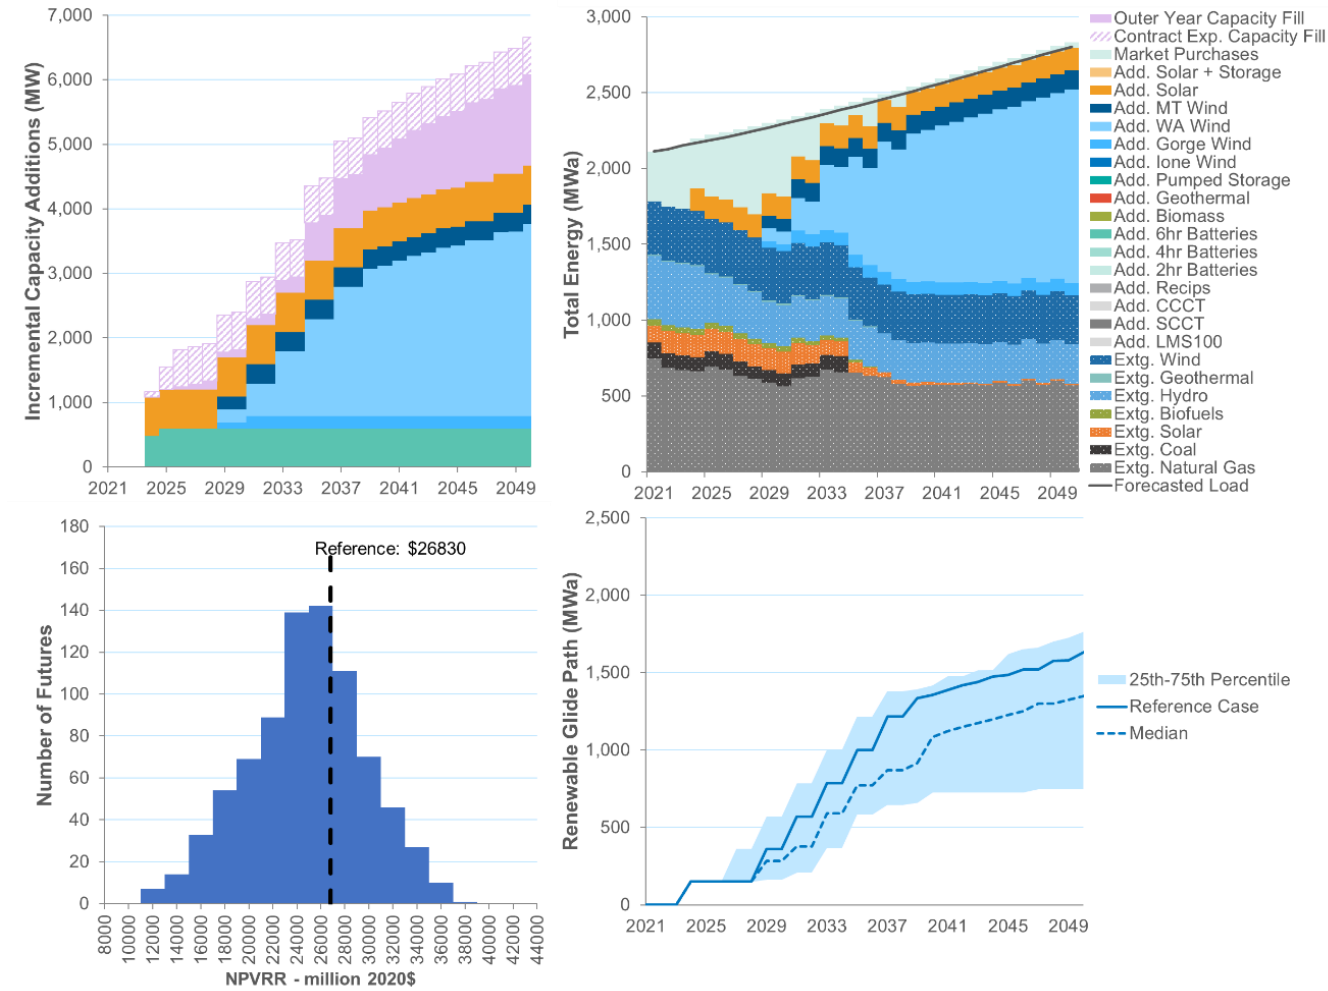 Incremental Capacity Additions (MW)
7,000
6,000
5,000
4,000
3,000
2,000
1,000
0
2021 2025 2029 2033 2037 2041 2045 2049
Total Energy (MWa)
3,000
2,500
2,000
1,500
1,000
500
0
2021 2025 2029 2033 2037 2041 2045 2049
Outer Year Capacity Fill
Contract Exp. Capacity Fill
Market Purchases
Add. Solar + Storage
Add. Solar
Add. MT Wind
Add. WA Wind
Add. Gorge Wind
Add. Ione Wind
Add. Pumped Storage
Add. Geothermal
Add. Biomass
Add. 6hr Batteries
Add. 4hr Batteries
Add. 2hr Batteries
Add. Recips
Add. CCCT
Add. SCCT
Add. LMS100
Extg. Wind
Extg. Geothermal
Extg. Hydro
Extg. Biofuels
Extg. Solar
Extg. Coal
Extg. Natural Gas
Forecasted Load
Number of Futures
180
160
140
120
100
80
60
40
20
0
Reference: $26830
8000 10000 12000 14000 16000 18000 20000 22000 24000 26000 28000 30000 32000 34000 36000 38000 40000 42000 44000
NPVRR - million 2020$
Renewable Glide Path (MWa)
2,500
2,000
1,500
1,000
500
0
2021 2025 2029 2033 2037 2041 2045 2049
25th-75th Percentile
Reference Case
Median